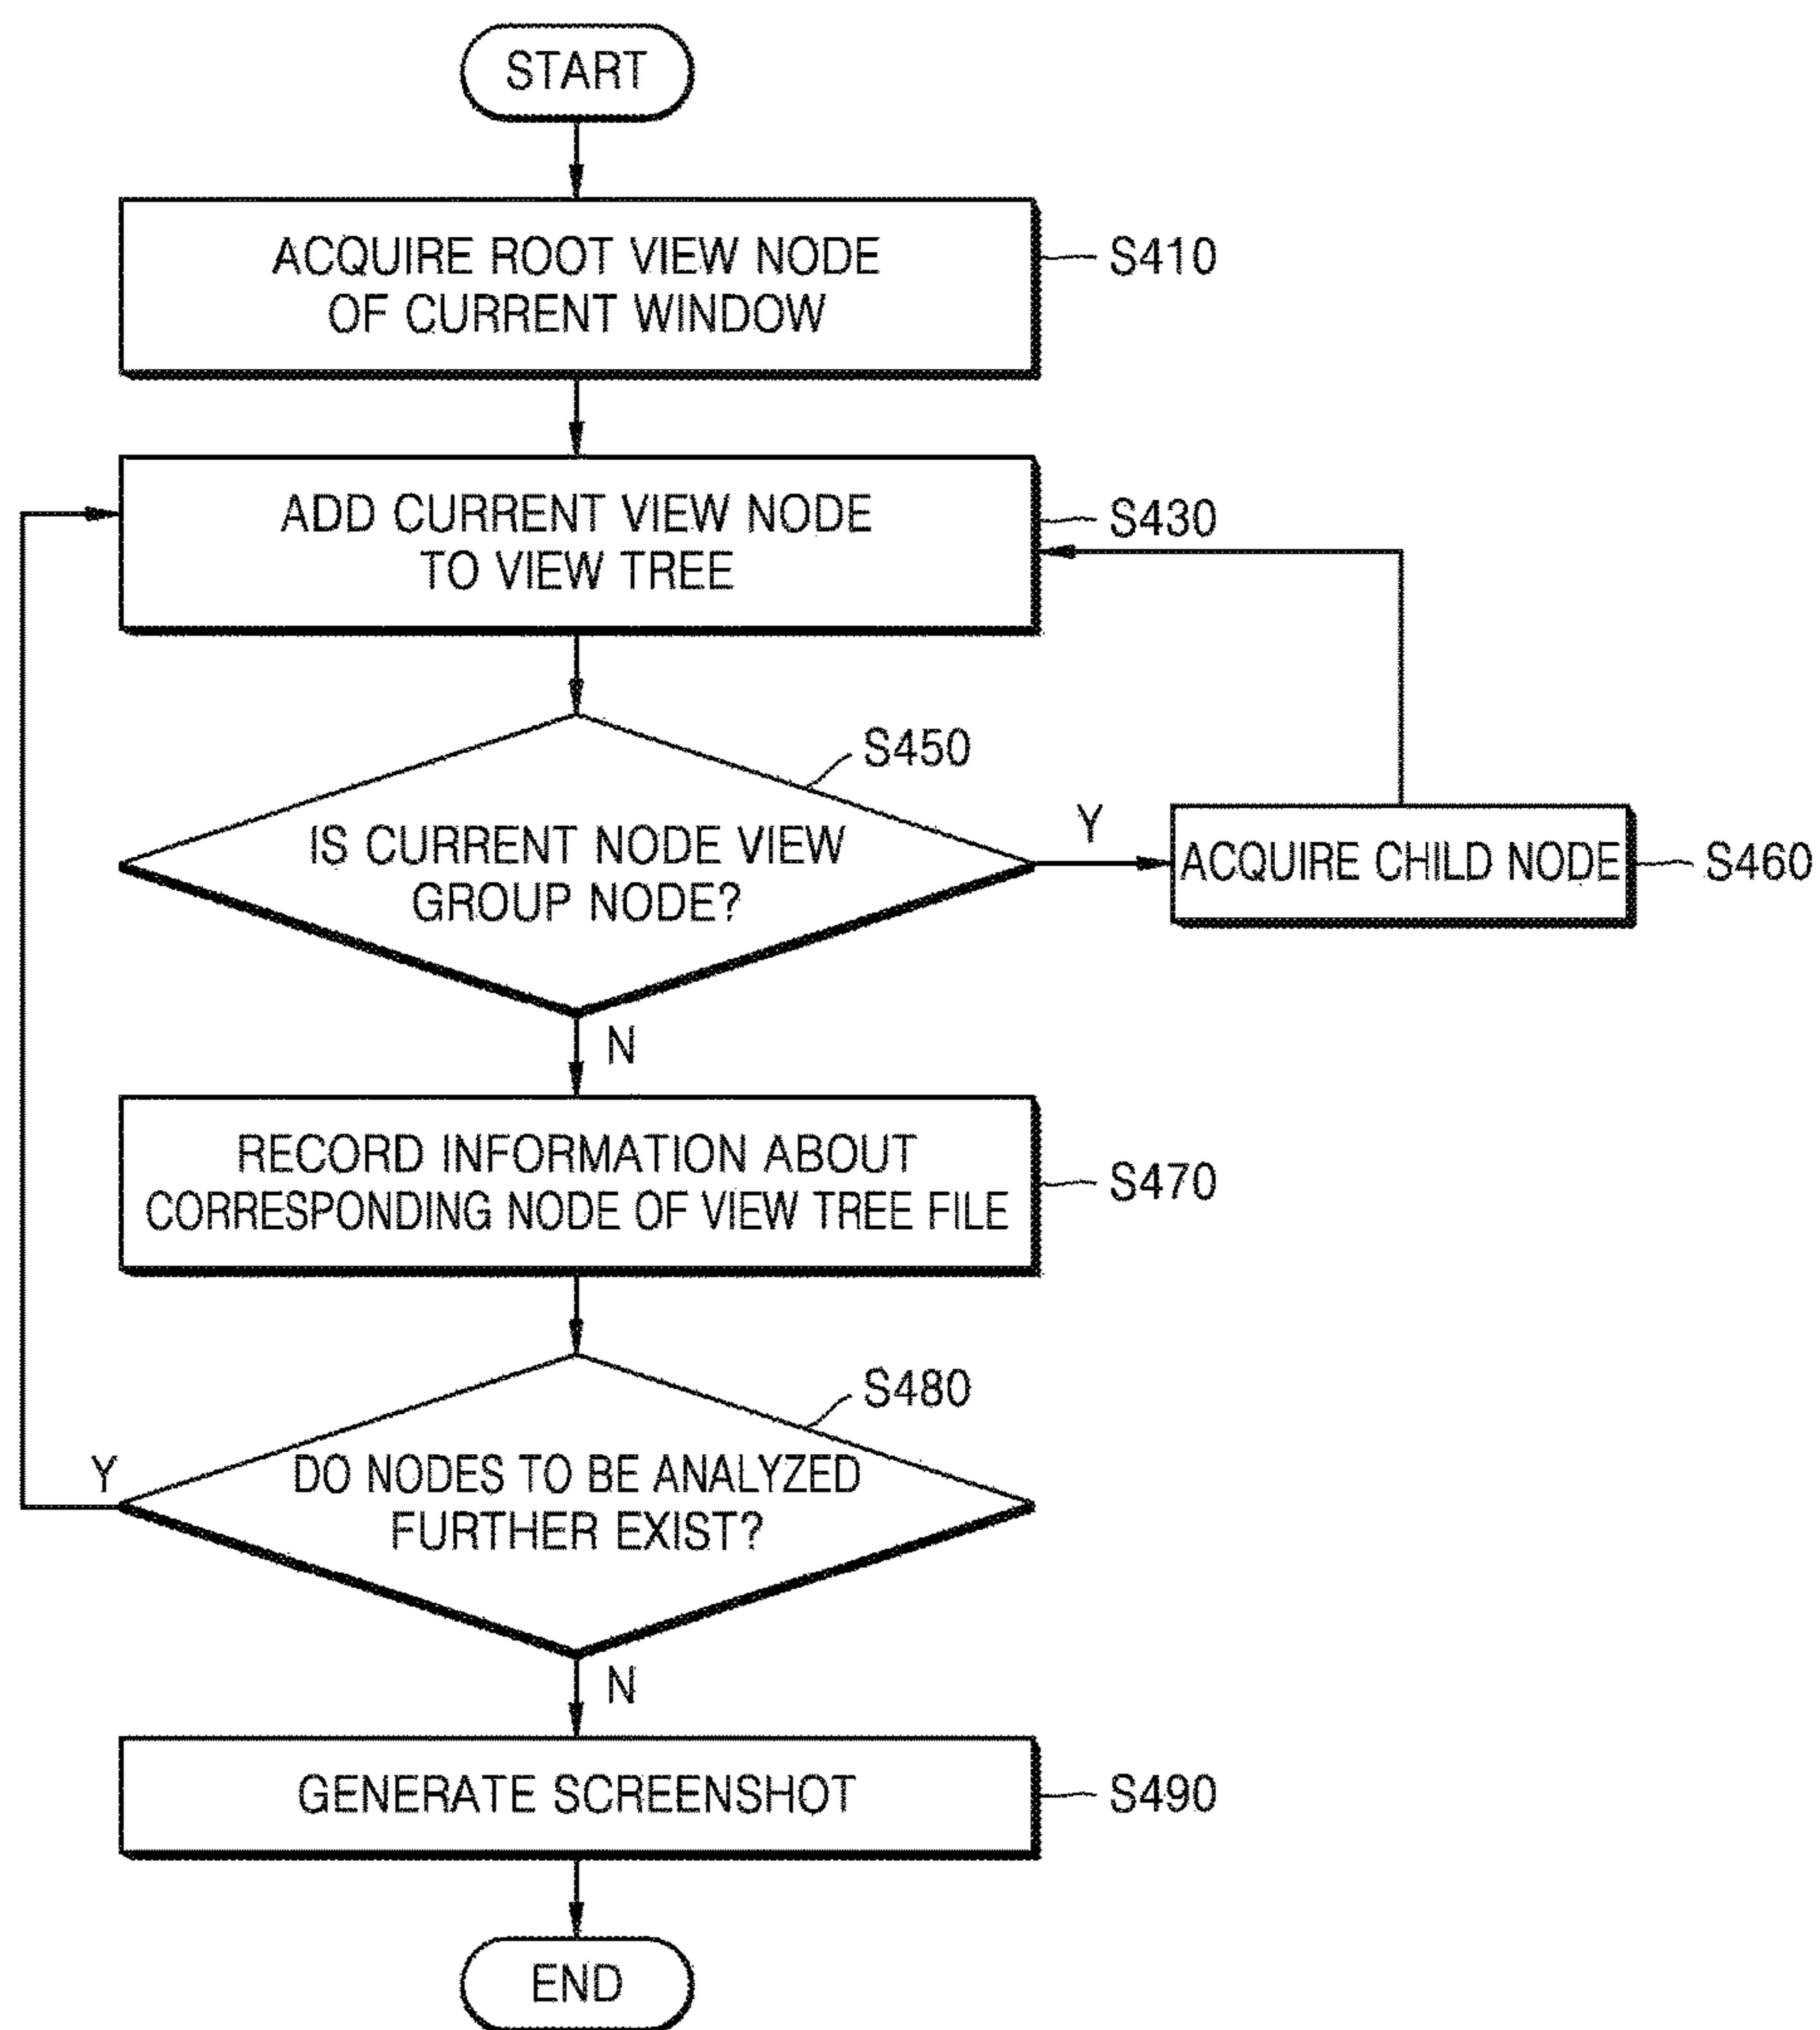 START
ACQUIRE ROOT VIEW NODE
OF CURRENT WINDOW
S410
ADD CURRENT VIEW NODE
TO VIEW TREE
S430
S450
IS CURRENT NODE VIEW
GROUP NODE?
Y
ACQUIRE CHILD NODE
S460
N
RECORD INFORMATION ABOUT
CORRESPONDING NODE OF VIEW TREE FILE
S470
S480
DO NODES TO BE ANALYZED
FURTHER EXIST?
Y
N
GENERATE SCREENSHOT
S490
END